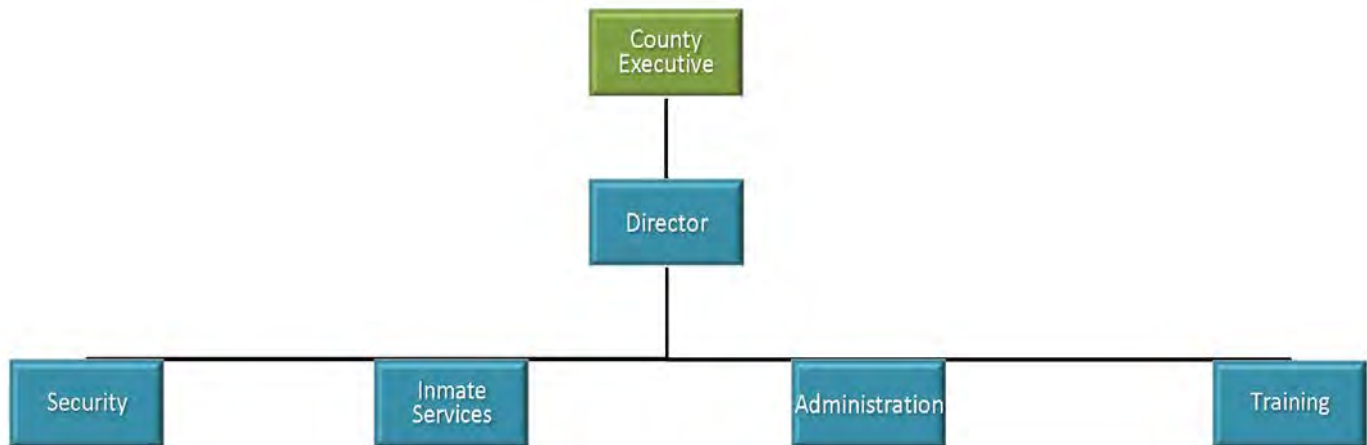 County
Executive
Director
Security
Inmate
Services
Administration
Training